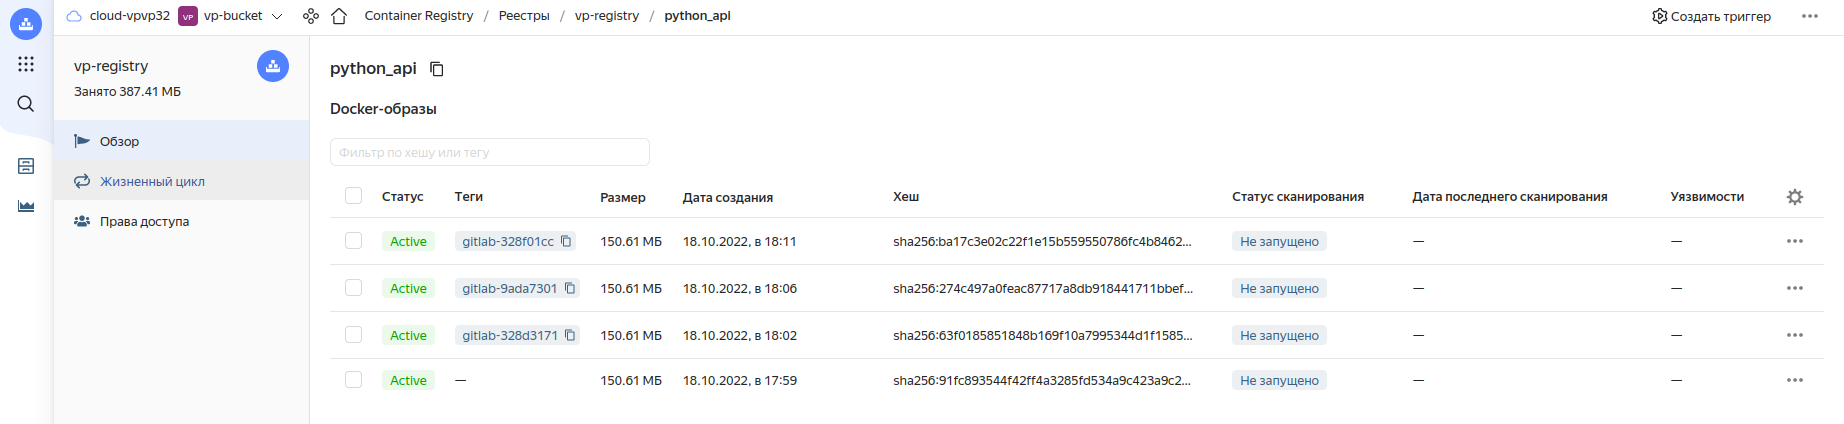 cloud-vpvp32 VP vp-bucket Container Registry / Реестры / vp-registry / python_api Создать триггер
vp-registry
Занято 387.41 МБ
Обзор
Жизненный цикл
Права доступа
python_api
Docker-образы
Фильтр по хешу или тегу
Статус Теги Размер Дата создания Хеш Статус сканирования Дата последнего сканирования Уязвимости
Active gitlab-328f01cc 150.61 МБ 18.10.2022, в 18:11 sha256:ba17c3e02c22f1e15b559550786fc4b8462... Не запущено — —
Active gitlab-9ada7301 150.61 МБ 18.10.2022, в 18:06 sha256:274c497a0feac87717a8db918441711bbef... Не запущено — —
Active gitlab-328d3171 150.61 МБ 18.10.2022, в 18:02 sha256:63f0185851848b169f10a7995344d1f1585... Не запущено — —
Active — 150.61 МБ 18.10.2022, в 17:59 sha256:91fc893544f42ff4a3285fd534a9c423a9c2... Не запущено — —